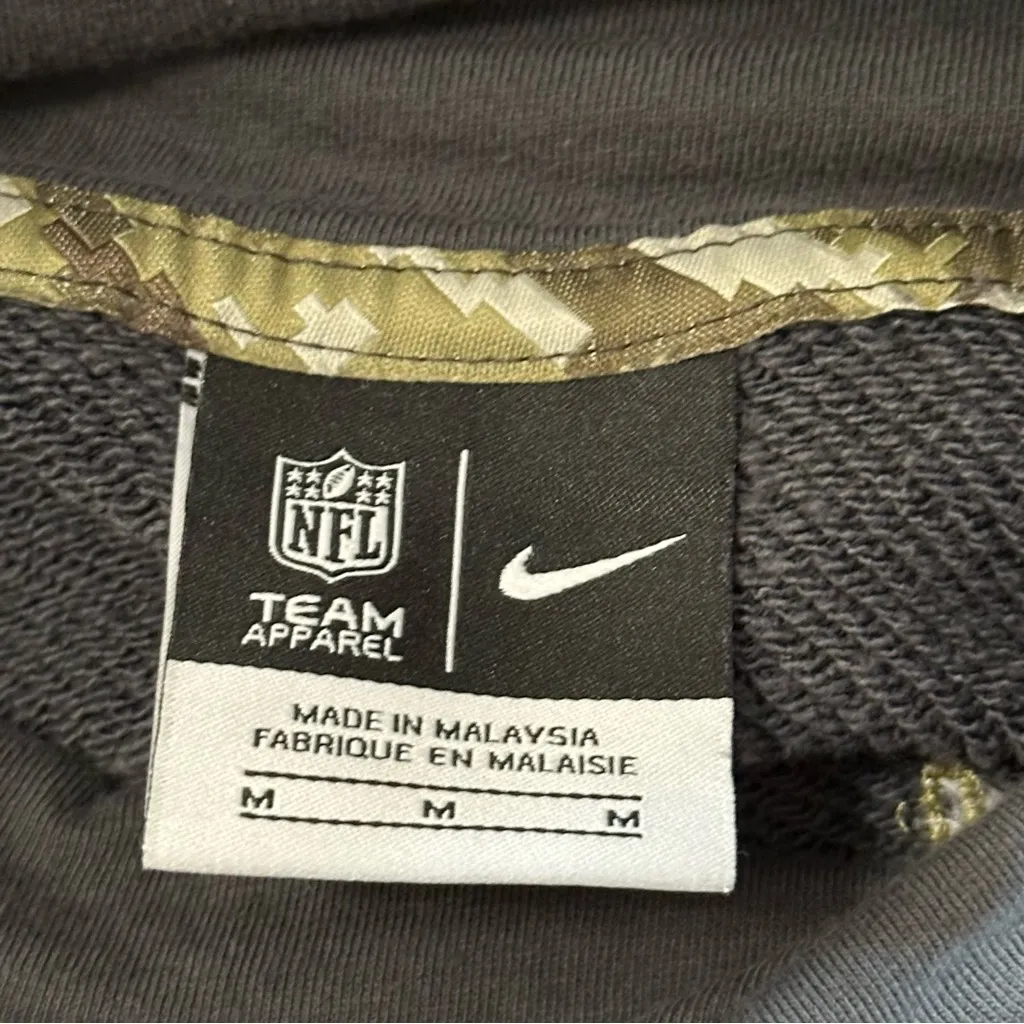 NFL
TEAM
APPAREL
MADE IN MALAYSIA
FABRIQUE EN MALAISIE
M M M